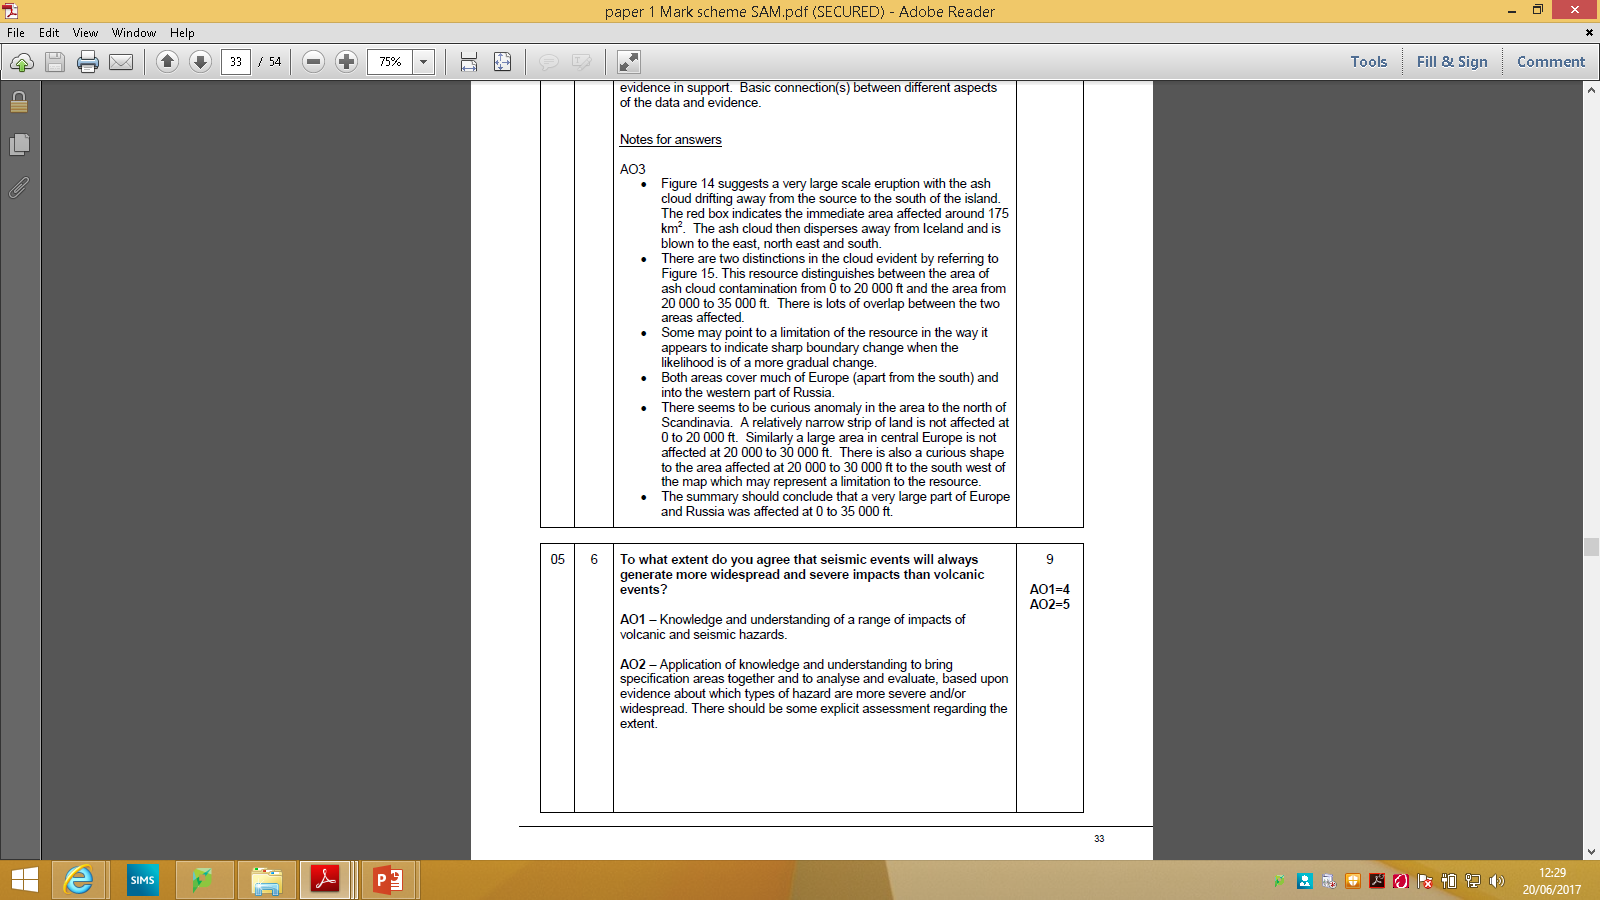 paper 1 Mark scheme SAM.pdf (SECURED) - Adobe Reader
File Edit View Window Help
33 / 54 75% Tools Fill & Sign Comment
evidence in support. Basic connection(s) between different aspects
of the data and evidence.
Notes for answers
AO3
• Figure 14 suggests a very large scale eruption with the ash
cloud drifting away from the source to the south of the island.
The red box indicates the immediate area affected around 175
km². The ash cloud then disperses away from Iceland and is
blown to the east, north east and south.
• There are two distinctions in the cloud evident by referring to
Figure 15. This resource distinguishes between the area of
ash cloud contamination from 0 to 20 000 ft and the area from
20 000 to 35 000 ft. There is lots of overlap between the two
areas affected.
• Some may point to a limitation of the resource in the way it
appears to indicate sharp boundary change when the
likelihood is of a more gradual change.
• Both areas cover much of Europe (apart from the south) and
into the western part of Russia.
• There seems to be curious anomaly in the area to the north of
Scandinavia. A relatively narrow strip of land is not affected at
0 to 20 000 ft. Similarly a large area in central Europe is not
affected at 20 000 to 30 000 ft. There is also a curious shape
to the area affected at 20 000 to 30 000 ft to the south west of
the map which may represent a limitation to the resource.
• The summary should conclude that a very large part of Europe
and Russia was affected at 0 to 35 000 ft.
05 6 To what extent do you agree that seismic events will always 9
generate more widespread and severe impacts than volcanic
events? AO1=4
AO2=5
AO1 – Knowledge and understanding of a range of impacts of
volcanic and seismic hazards.
AO2 – Application of knowledge and understanding to bring
specification areas together and to analyse and evaluate, based upon
evidence about which types of hazard are more severe and/or
widespread. There should be some explicit assessment regarding the
extent.
33
SIMS
12:29
20/06/2017